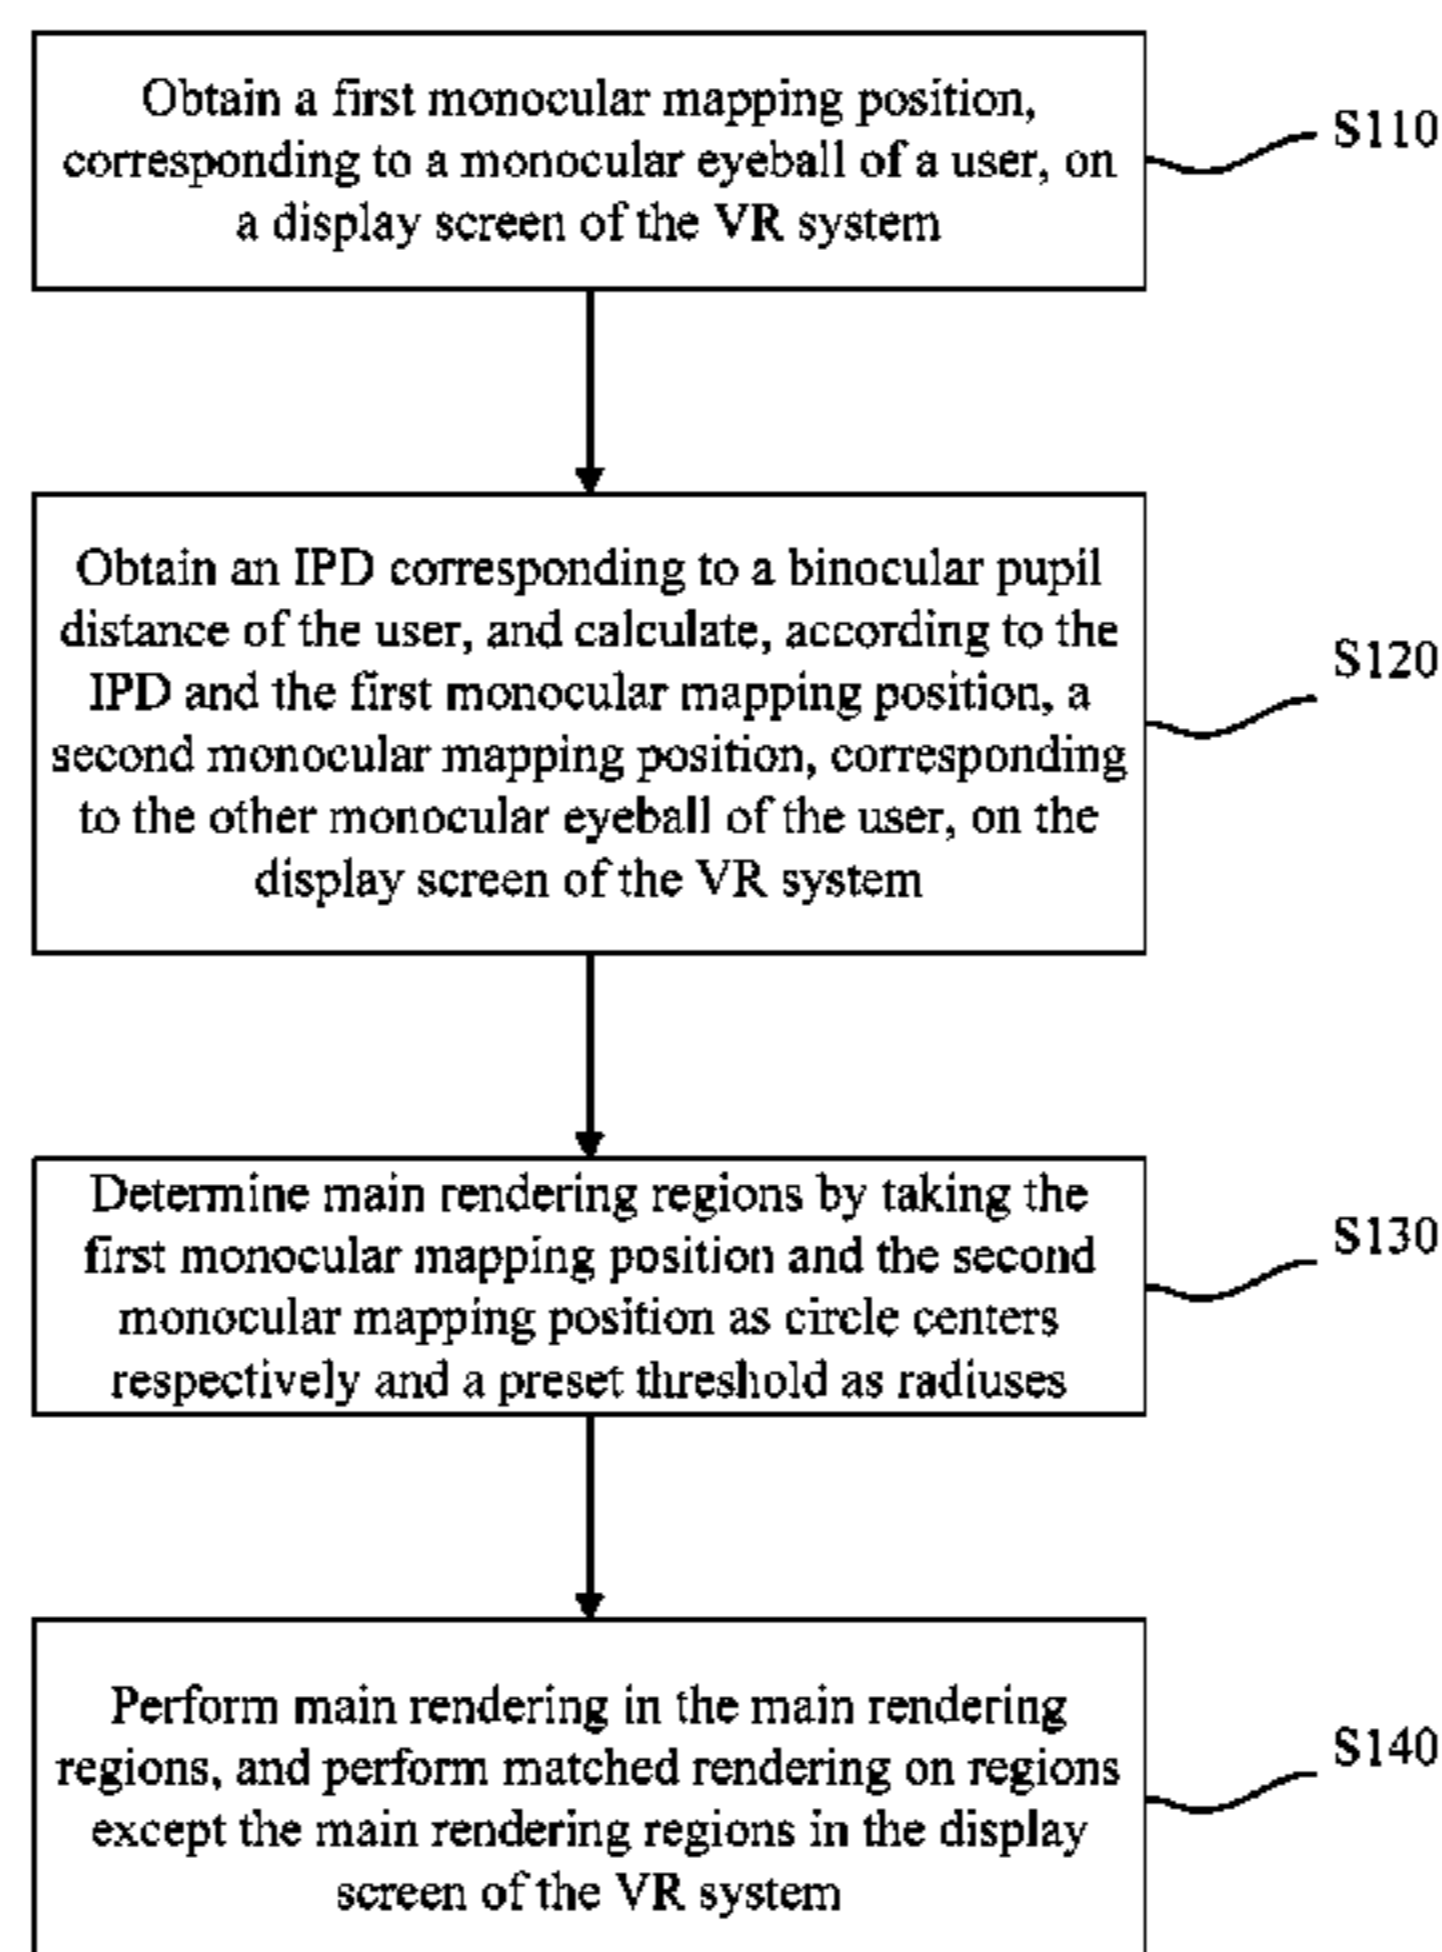 Obtain a first monocular mapping position,
corresponding to a monocular eyeball of a user, on
a display screen of the VR system
S110
Obtain an IPD corresponding to a binocular pupil
distance of the user, and calculate, according to the
IPD and the first monocular mapping position, a
second monocular mapping position, corresponding
to the other monocular eyeball of the user, on the
display screen of the VR system
S120
Determine main rendering regions by taking the
first monocular mapping position and the second
monocular mapping position as circle centers
respectively and a preset threshold as radiuses
S130
Perform main rendering in the main rendering
regions, and perform matched rendering on regions
except the main rendering regions in the display
screen of the VR system
S140